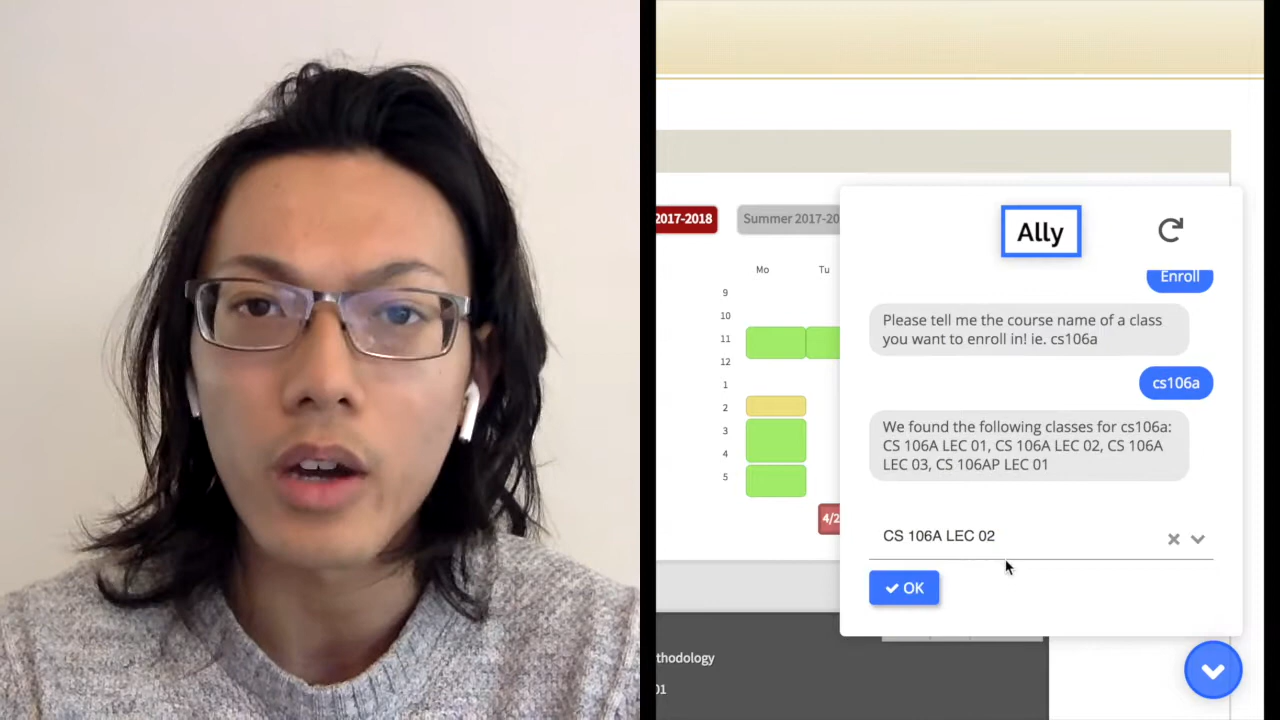 2017-2018
Summer 2017-20
Mo
Tu
9
10
11
12
1
2
3
4
5
4/2
thodology
01
Ally
Enroll
Please tell me the course name of a class
you want to enroll in! ie. cs106a
cs106a
We found the following classes for cs106a:
CS 106A LEC 01, CS 106A LEC 02, CS 106A
LEC 03, CS 106AP LEC 01
CS 106A LEC 02
OK